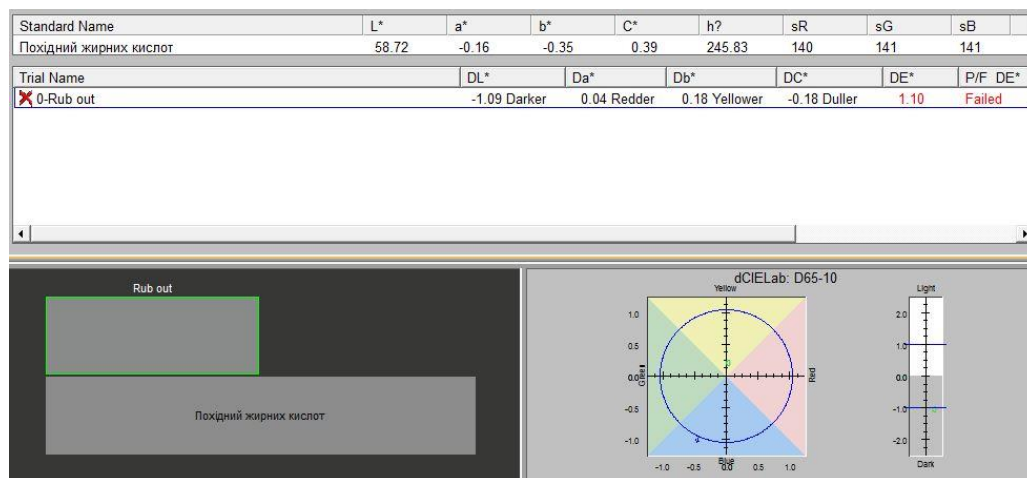 Standard Name L* a* b* C* h? sR sG sB
Похідний жирних кислот 58.72 -0.16 -0.35 0.39 245.83 140 141 141
Trial Name DL* Da* Db* DC* DE* P/F DE*
0-Rub out -1.09 Darker 0.04 Redder 0.18 Yellower -0.18 Duller 1.10 Failed
Rub out
Похідний жирних кислот
dCIELab: D65-10
Yellow
Light
1.0
0.5
0.0
-0.5
-1.0
Green
Red
Blue
-1.0 -0.5 0.0 0.5 1.0
2.0
1.0
0.0
-1.0
-2.0
Dark